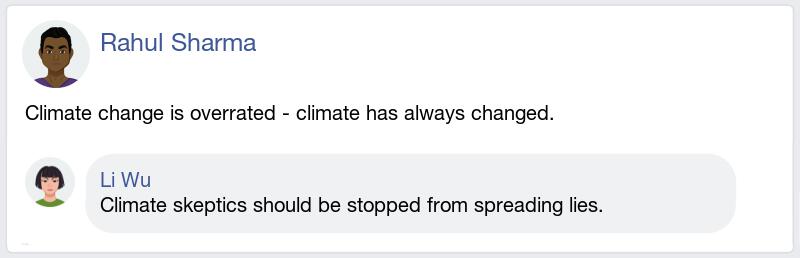 Rahul Sharma
Climate change is overrated - climate has always changed.
Li Wu
Climate skeptics should be stopped from spreading lies.